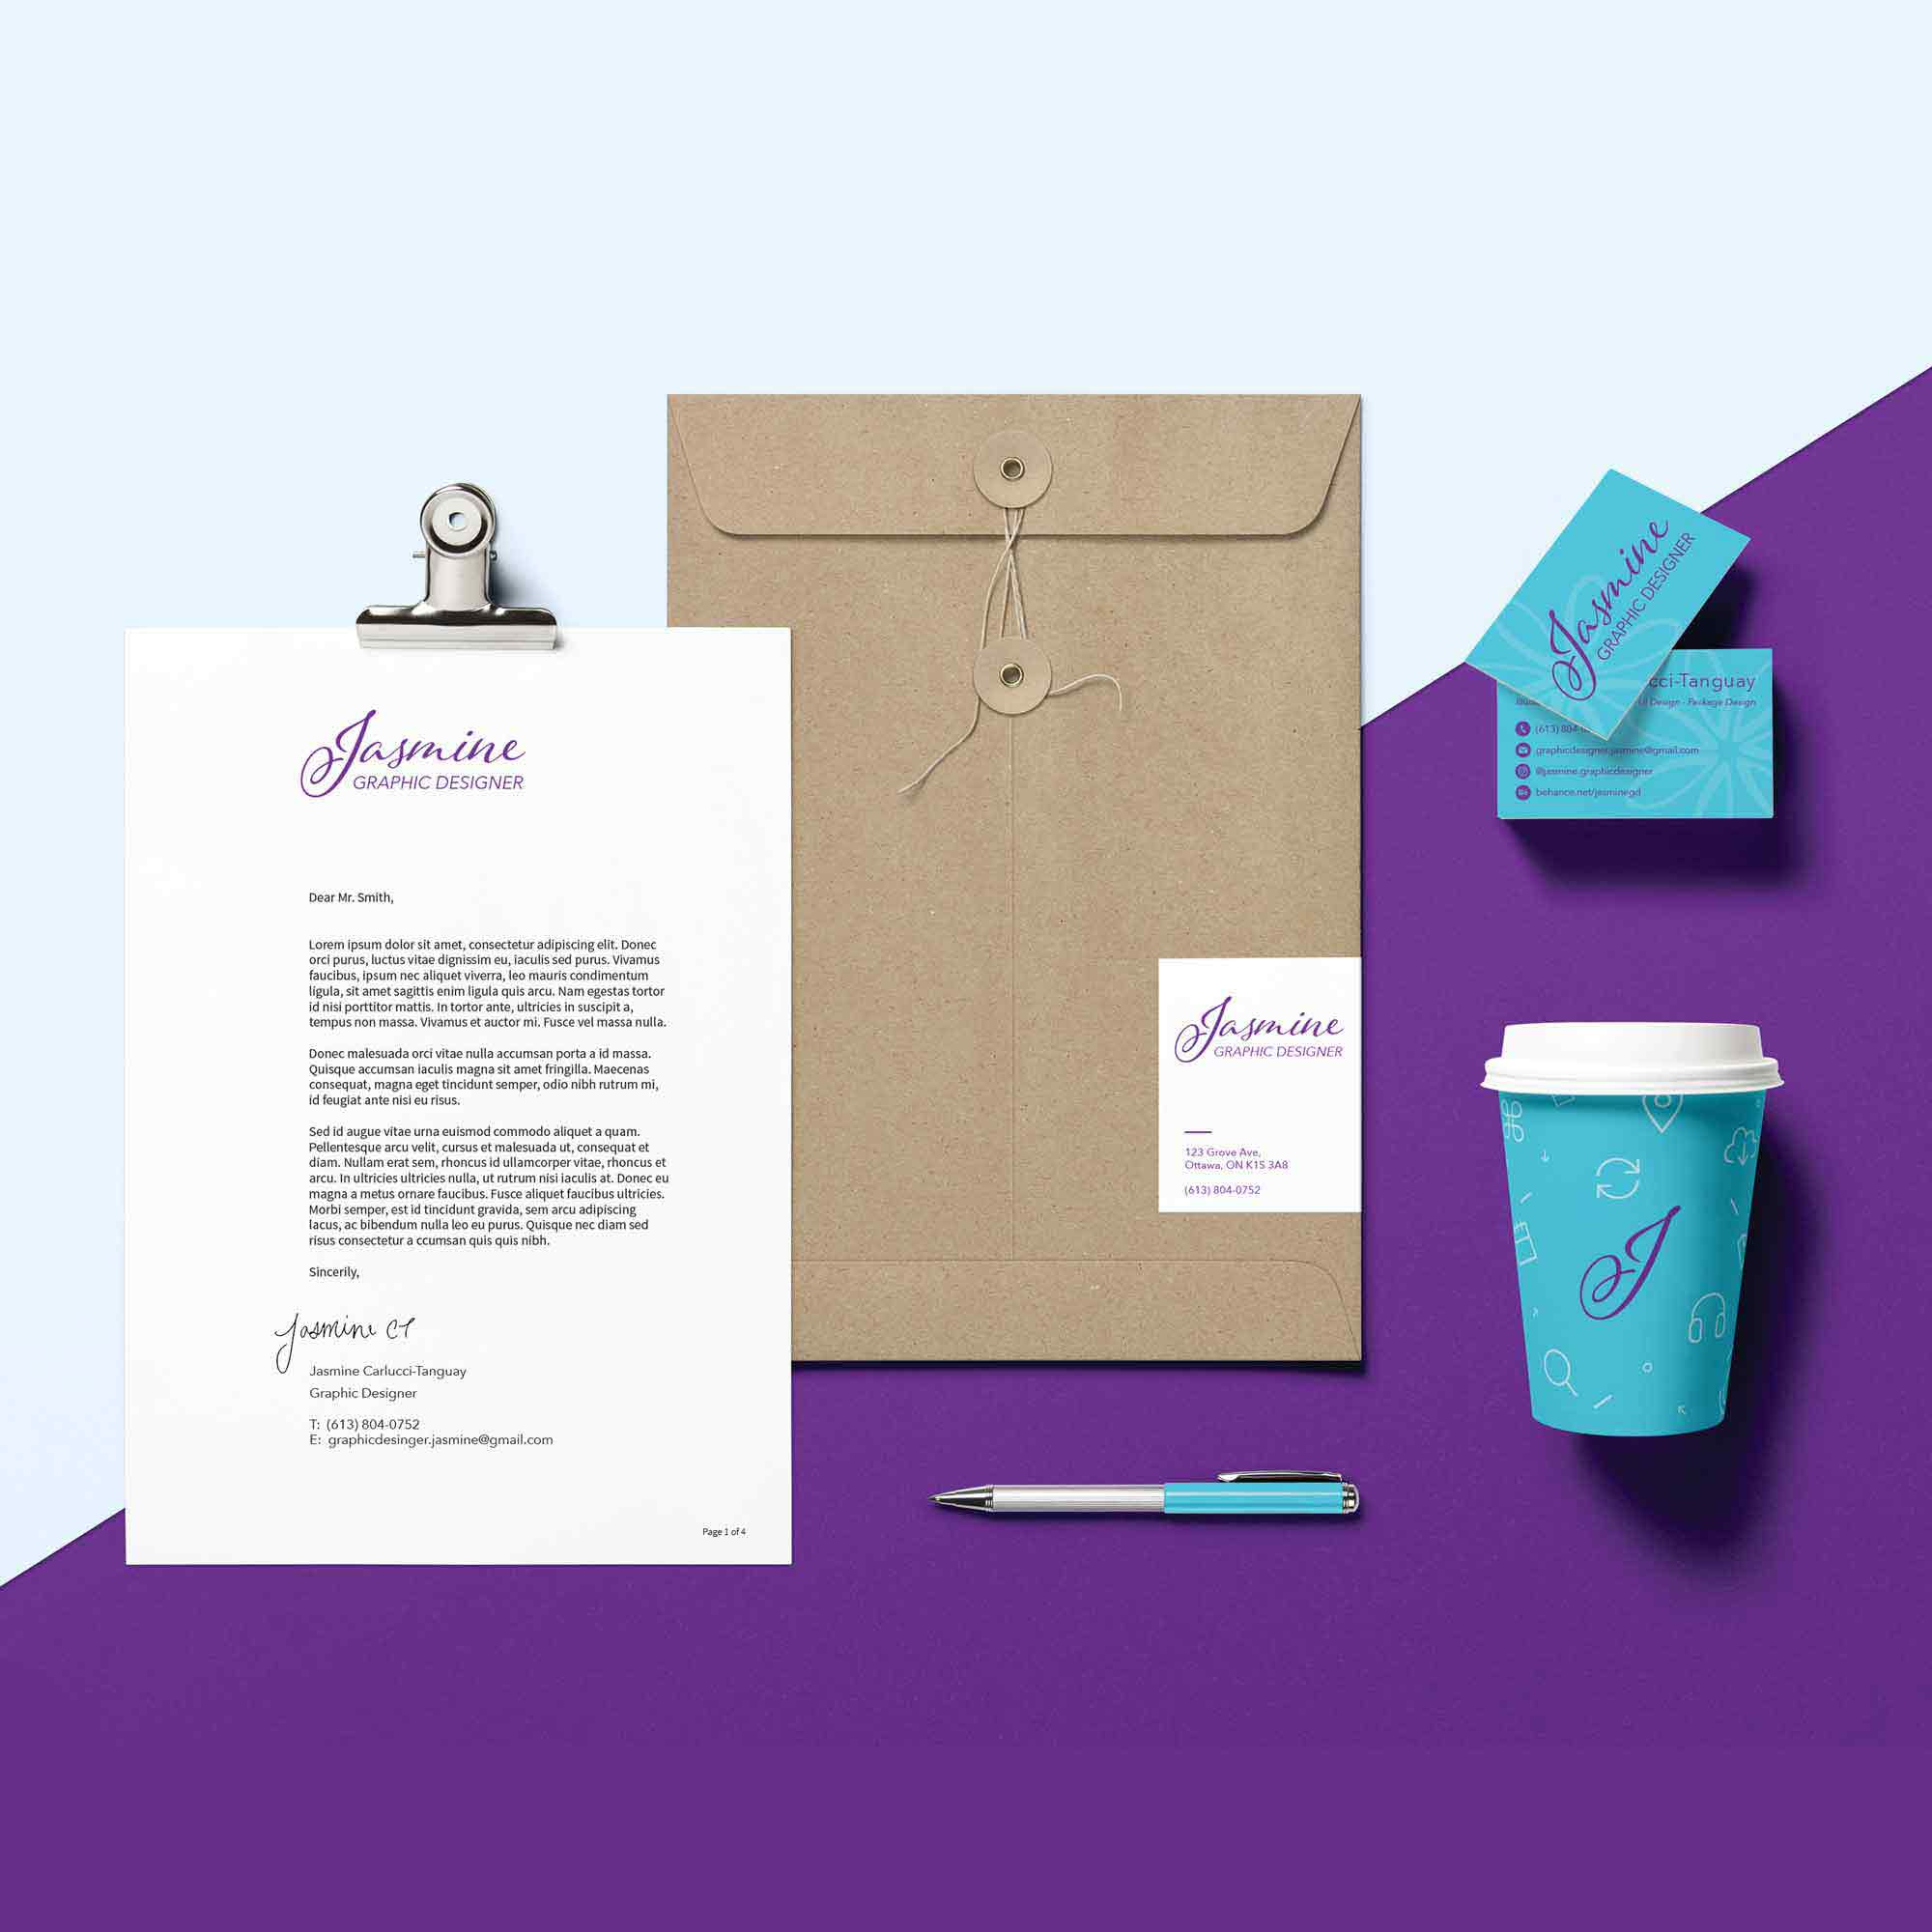 Jasmine
GRAPHIC DESIGNER
Dear Mr. Smith,
Lorem ipsum dolor sit amet, consectetur adipiscing elit. Donec
orci purus, luctus vitae dignissim eu, iaculis sed purus. Vivamus
faucibus, ipsum nec aliquet viverra, leo mauris condimentum
ligula, sit amet sagittis enim ligula quis arcu. Nam egestas tortor
id nisi porttitor mattis. In tortor ante, ultricies in suscipit a,
tempus non massa. Vivamus et auctor mi. Fusce vel massa nulla.
Donec malesuada orci vitae nulla accumsan porta a id massa.
Quisque accumsan iaculis magna sit amet fringilla. Maecenas
consequat, magna eget tincidunt semper, odio nibh rutrum mi,
id feugiat ante nisi eu risus.
Sed id augue vitae urna euismod commodo aliquet a quam.
Pellentesque arcu velit, cursus et malesuada ut, consequat et
diam. Nullam erat sem, rhoncus id ullamcorper vitae, rhoncus et
arcu. In ultricies ultricies nulla, ut rutrum nisi iaculis at. Donec eu
magna a metus ornare faucibus. Fusce aliquet faucibus ultricies.
Morbi semper, est id tincidunt gravida, sem arcu adipiscing
lacus, ac bibendum nulla leo eu purus. Quisque nec diam sed
risus consectetur a ccumsan quis quis nibh.
Sincerily,
Jasmine CT
Jasmine Carlucci-Tanguay
Graphic Designer
T: (613) 804-0752
E: graphicdesinger.jasmine@gmail.com
Page 1 of 4
Jasmine
GRAPHIC DESIGNER
123 Grove Ave,
Ottawa, ON K1S 3A8
(613) 804-0752
Jasmine
GRAPHIC DESIGNER
cci-Tanguay
UI Design - Package Design
(613) 804-
graphicdesigner.jasmine@gmail.com
@jasmine.graphicdesigner
Bē behance.net/jasminegd
J